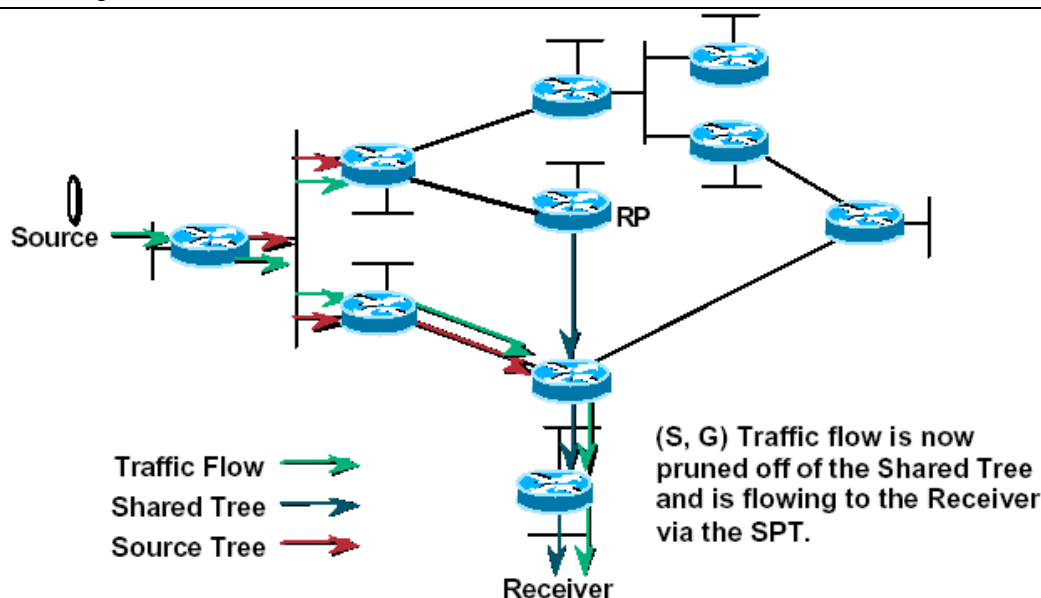 RP
Source
(S, G) Traffic flow is now
pruned off of the Shared Tree
and is flowing to the Receiver
via the SPT.
Traffic Flow
Shared Tree
Source Tree
Receiver